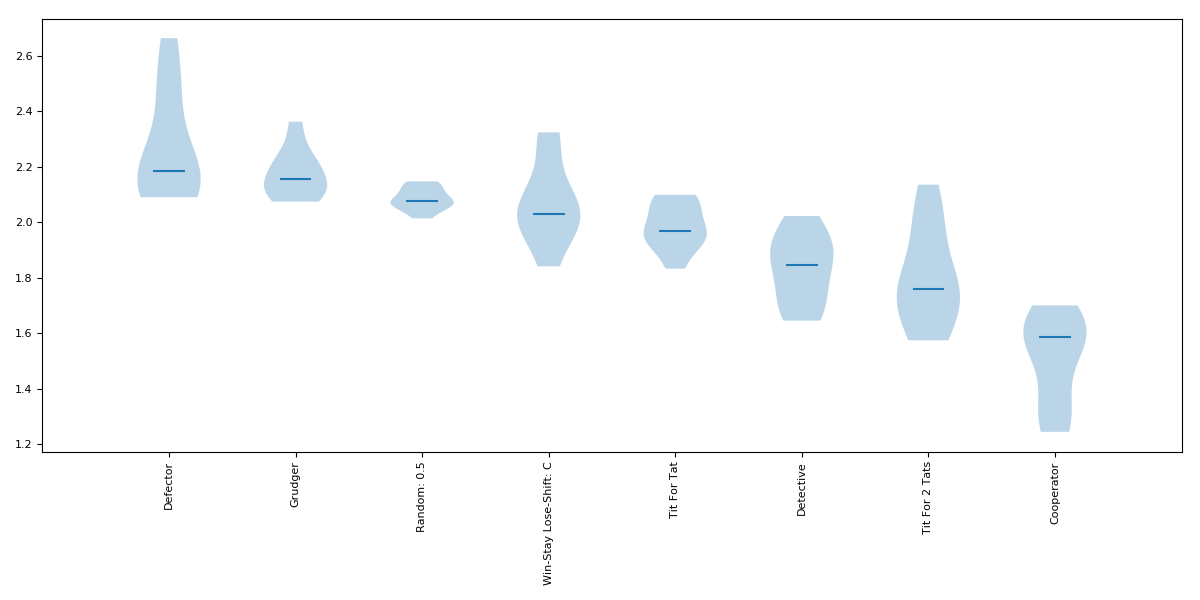 2.6
2.4
2.2
2.0
1.8
1.6
1.4
1.2
Defector
Grudger
Random: 0.5
Win-Stay Lose-Shift: C
Tit For Tat
Detective
Tit For 2 Tats
Cooperator